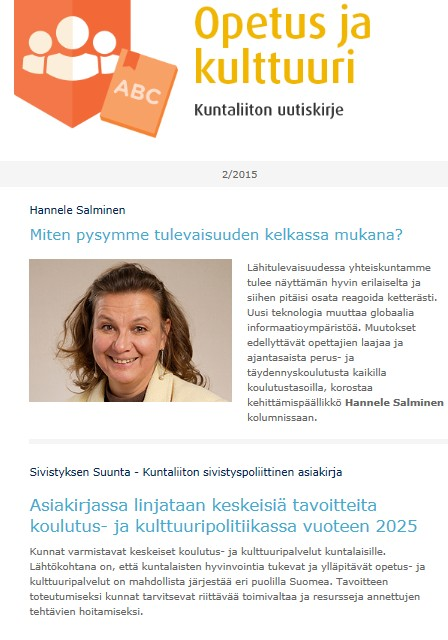 Opetus ja
kulttuuri
Kuntaliiton uutiskirje
ABC
2/2015
Hannele Salminen
Miten pysymme tulevaisuuden kelkassa mukana?
Lähitulevaisuudessa yhteiskuntamme
tulee näyttämään hyvin erilaiselta ja
siihen pitäisi osata reagoida ketterästi.
Uusi teknologia muuttaa globaalia
informaatioympäristöä. Muutokset
edellyttävät opettajien laajaa ja
ajantasaista perus- ja
täydennyskoulutusta kaikilla
koulutustasoilla, korostaa
kehittämispäällikkö Hannele Salminen
kolumnissaan.
Sivistyksen Suunta - Kuntaliiton sivistyspoliittinen asiakirja
Asiakirjassa linjataan keskeisiä tavoitteita
koulutus- ja kulttuuripolitiikassa vuoteen 2025
Kunnat varmistavat keskeiset koulutus- ja kulttuuripalvelut kuntalaisille.
Lähtökohtana on, että kuntalaisten hyvinvointia tukevat ja ylläpitävät opetus- ja
kulttuuripalvelut on mahdollista järjestää eri puolilla Suomea. Tavoitteen
toteutumiseksi kunnat tarvitsevat riittävää toimivaltaa ja resursseja annettujen
tehtävien hoitamiseksi.